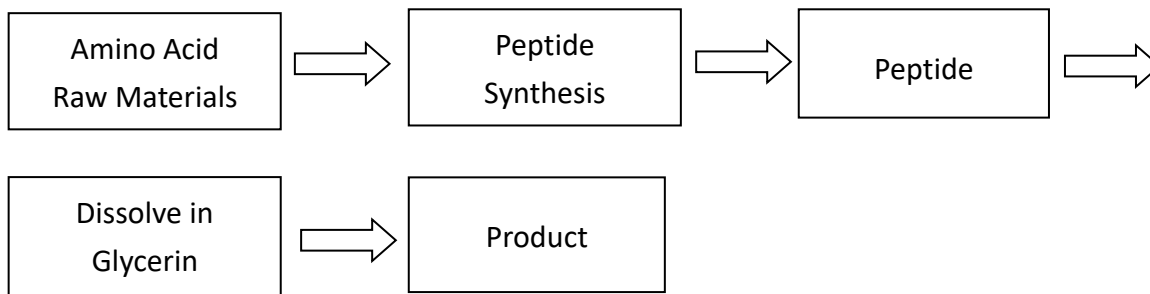 Amino Acid
Raw Materials
Peptide
Synthesis
Peptide
Dissolve in
Glycerin
Product